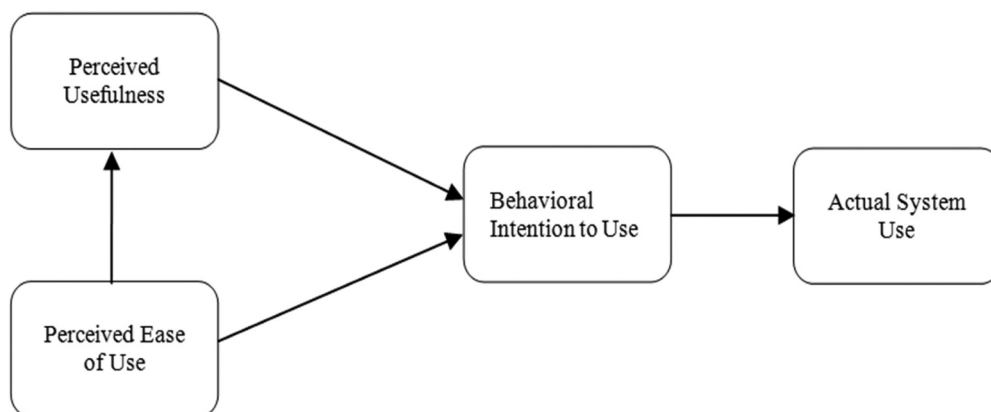 Perceived
Usefulness
Behavioral
Intention to Use
Actual System
Use
Perceived Ease
of Use